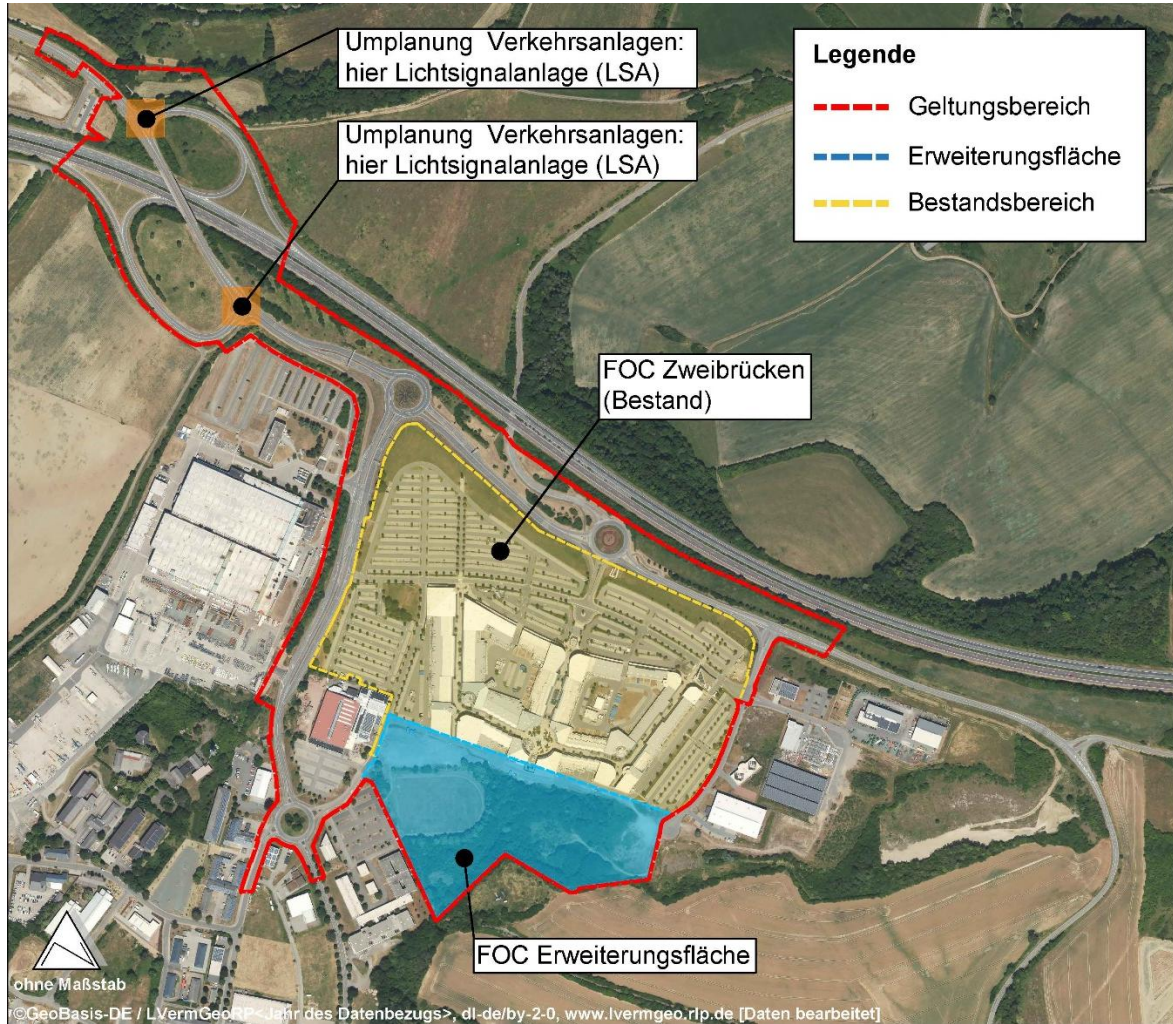 Umplanung Verkehrsanlagen:
hier Lichtsignalanlage (LSA)
Umplanung Verkehrsanlagen:
hier Lichtsignalanlage (LSA)
Legende
Geltungsbereich
Erweiterungsfläche
Bestandsbereich
FOC Zweibrücken
(Bestand)
FOC Erweiterungsfläche
ohne Maßstab
©GeoBasis-DE / LVermGeoRP<Jahr des Datenbezugs>, dl-de/by-2-0, www.lvermgeo.rlp.de [Daten bearbeitet]